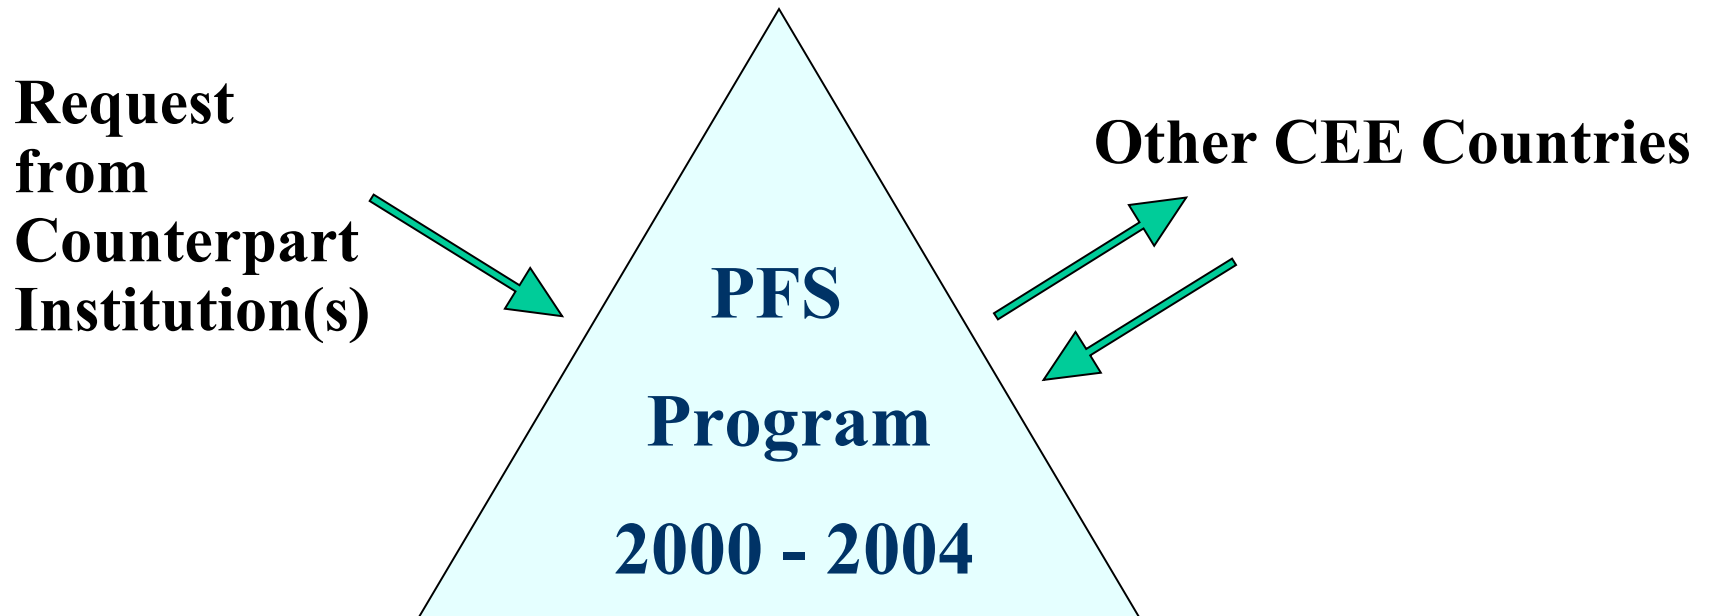 Request
from
Counterpart
Institution(s)
Other CEE Countries
PFS
Program
2000 - 2004